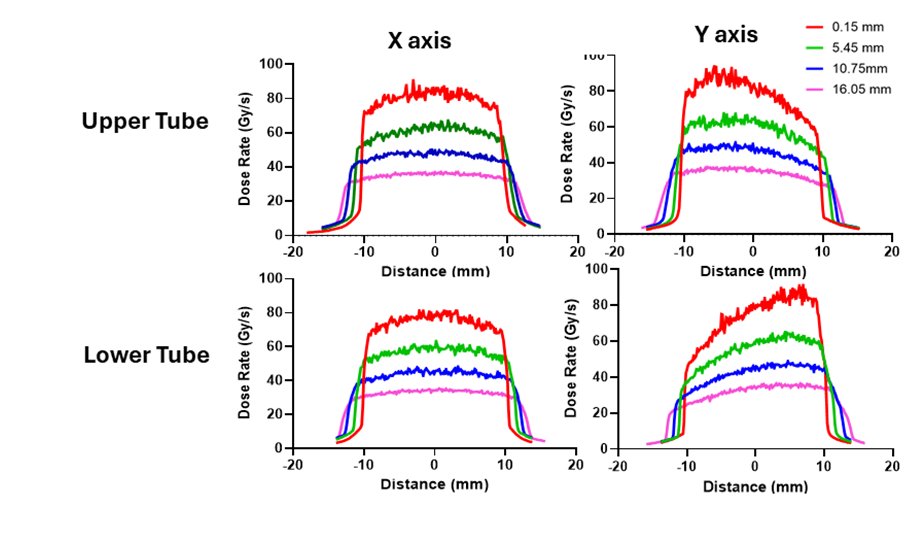 X axis
Y axis
0.15 mm
5.45 mm
10.75mm
16.05 mm
Upper Tube
Dose Rate (Gy/s)
100
80
60
40
20
0
-20 -10 0 10 20
Distance (mm)
Dose Rate (Gy/s)
100
80
60
40
20
0
-20 -10 0 10 20
Distance (mm)
Lower Tube
Dose Rate (Gy/s)
100
80
60
40
20
0
-20 -10 0 10 20
Distance (mm)
Dose Rate (Gy/s)
100
80
60
40
20
0
-20 -10 0 10 20
Distance (mm)